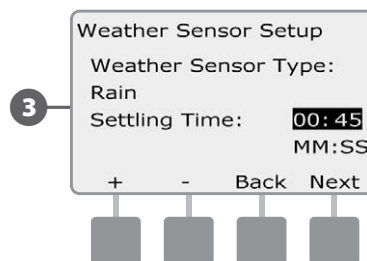 Weather Sensor Setup
Weather Sensor Type:
Rain
3
Settling Time: 00:45
MM:SS
+ - Back Next